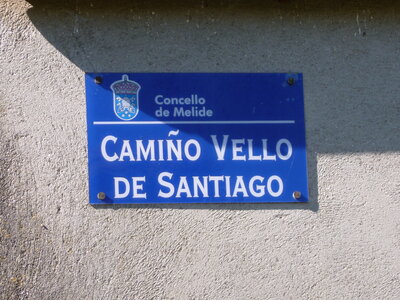 Concello
de Melide
CAMIÑO VELLO
DE SANTIAGO